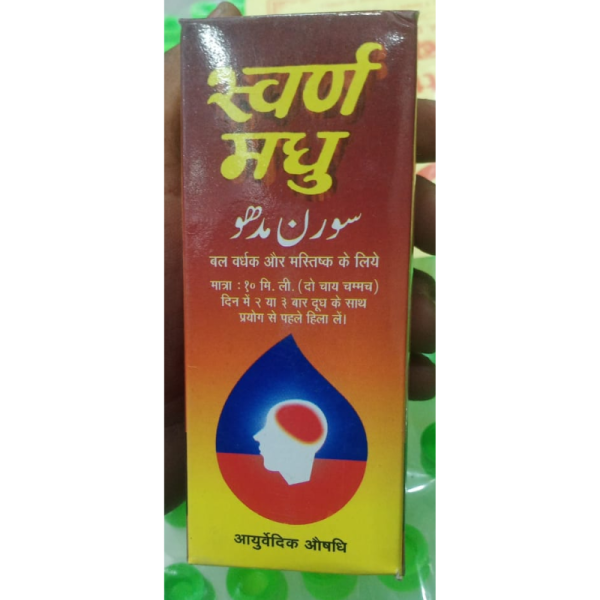 स्वर्ण
मधु
سورن مدھو
बल वर्धक और मस्तिष्क के लिये
मात्रा : १० मि. ली. (दो चाय चम्मच)
दिन में २ या ३ बार दूध के साथ
प्रयोग से पहले हिला लें।
आयुर्वेदिक औषधि